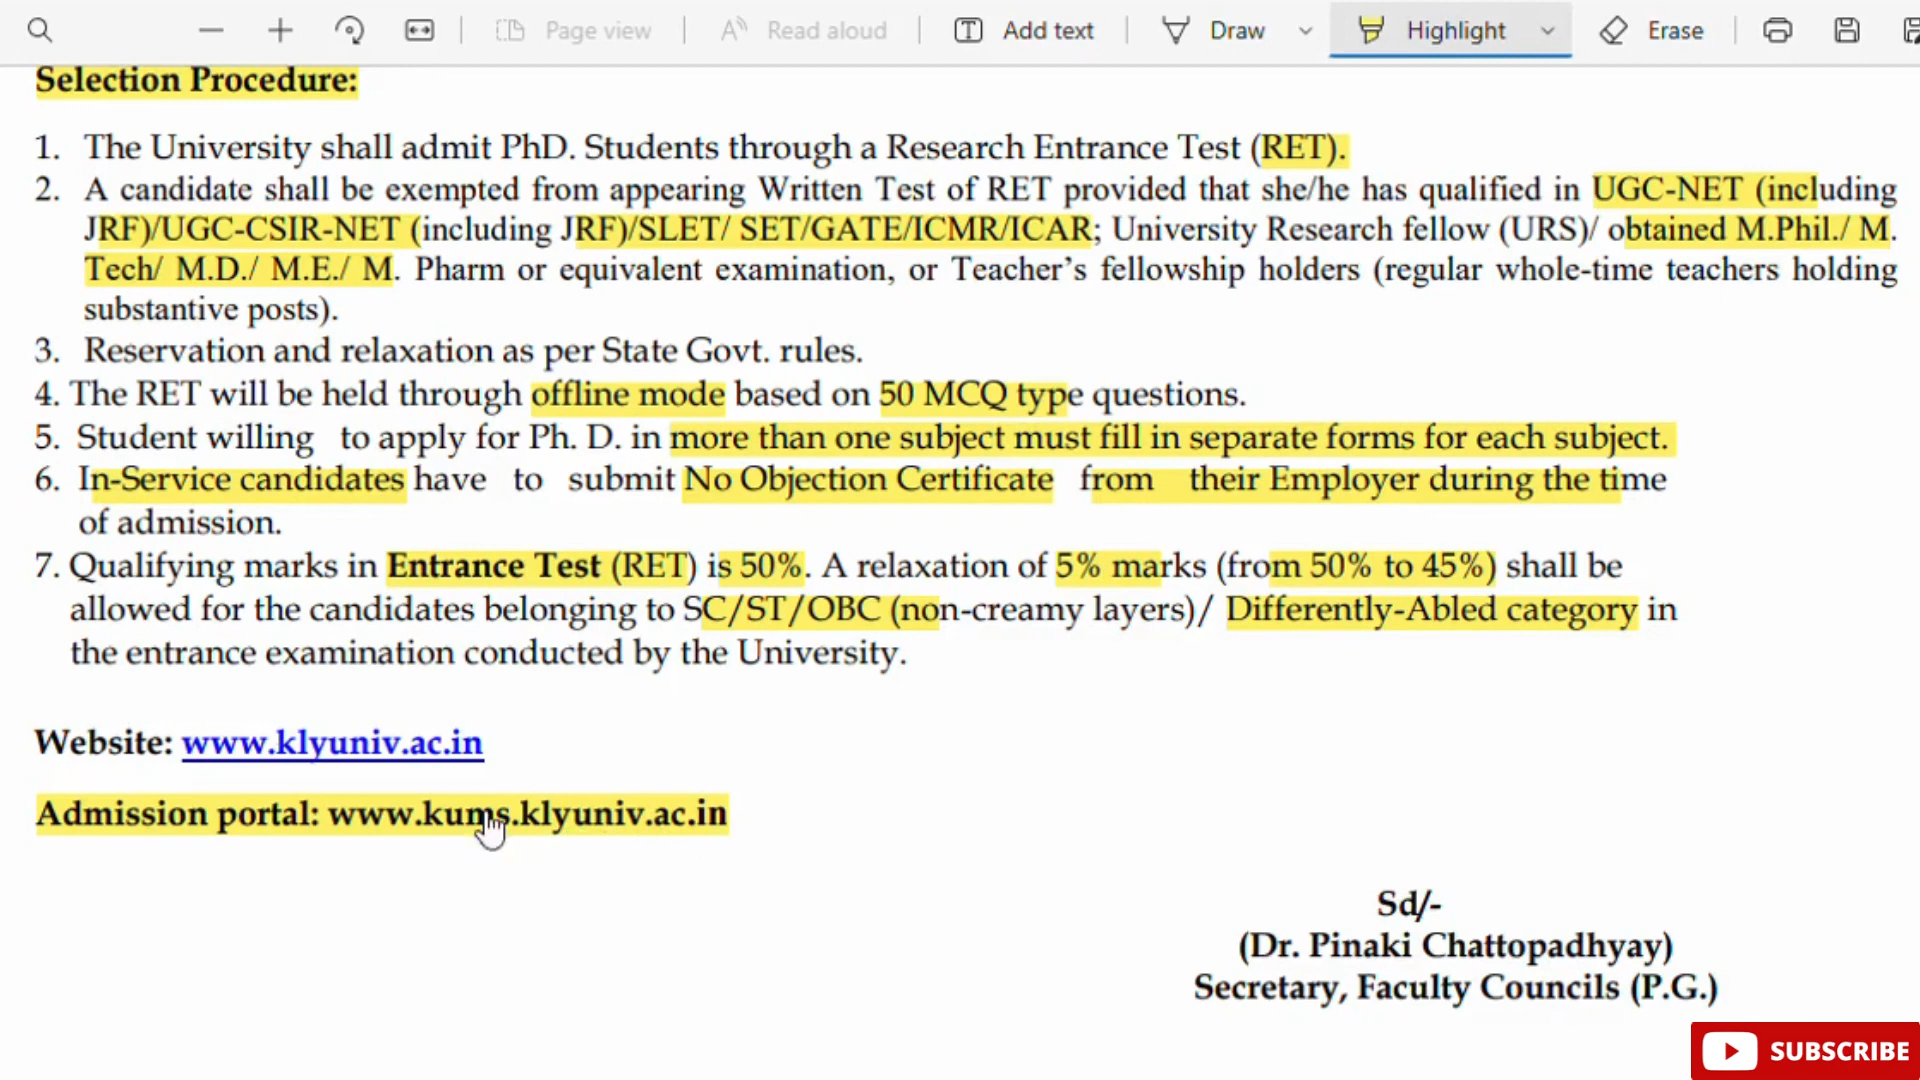 Page view
Read aloud
Add text
Draw
Highlight
Erase
Selection Procedure:
1. The University shall admit PhD. Students through a Research Entrance Test (RET).
2. A candidate shall be exempted from appearing Written Test of RET provided that she/he has qualified in UGC-NET (including
JRF)/UGC-CSIR-NET (including JRF)/SLET/ SET/GATE/ICMR/ICAR; University Research fellow (URS)/ obtained M.Phil./ M.
Tech/ M.D./ M.E./ M. Pharm or equivalent examination, or Teacher’s fellowship holders (regular whole-time teachers holding
substantive posts).
3. Reservation and relaxation as per State Govt. rules.
4. The RET will be held through offline mode based on 50 MCQ type questions.
5. Student willing to apply for Ph. D. in more than one subject must fill in separate forms for each subject.
6. In-Service candidates have to submit No Objection Certificate from their Employer during the time
of admission.
7. Qualifying marks in Entrance Test (RET) is 50%. A relaxation of 5% marks (from 50% to 45%) shall be
allowed for the candidates belonging to SC/ST/OBC (non-creamy layers)/ Differently-Abled category in
the entrance examination conducted by the University.
Website: www.klyuniv.ac.in
Admission portal: www.kums.klyuniv.ac.in
Sd/-
(Dr. Pinaki Chattopadhyay)
Secretary, Faculty Councils (P.G.)
SUBSCRIBE